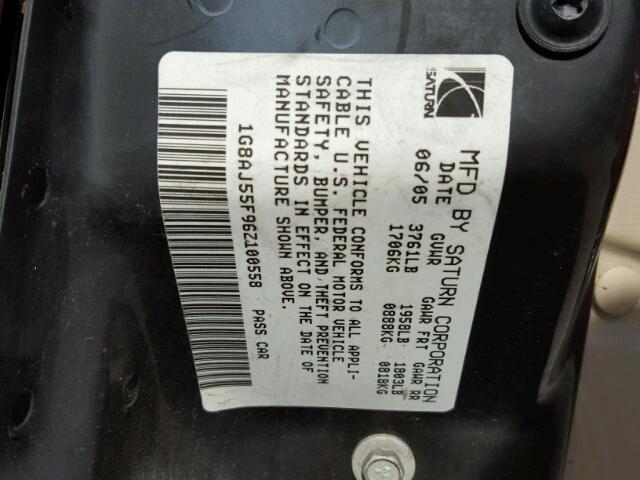 SATURN
MFD BY SATURN CORPORATION
DATE GVWR GAWR FRT GAWR RR
06/05 3761LB 1958LB 1803LB
1706KG 0888KG 0818KG
THIS VEHICLE CONFORMS TO ALL APPLI-
CABLE U.S. FEDERAL MOTOR VEHICLE
SAFETY, BUMPER, AND THEFT PREVENTION
STANDARDS IN EFFECT ON THE DATE OF
MANUFACTURE SHOWN ABOVE.
1G8AJ55F96Z100558 PASS CAR